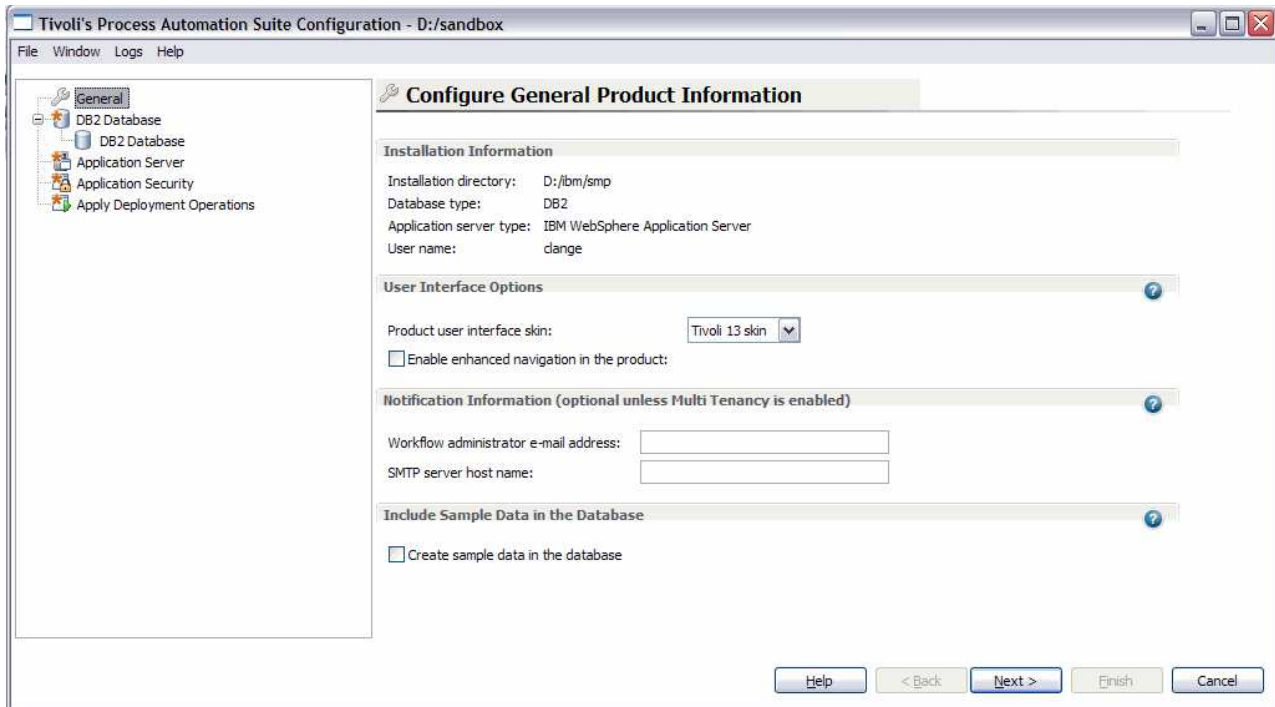 Tivoli's Process Automation Suite Configuration - D:/sandbox
File Window Logs Help
General
DB2 Database
DB2 Database
Application Server
Application Security
Apply Deployment Operations
Configure General Product Information
Installation Information
Installation directory: D:/ibm/smp
Database type: DB2
Application server type: IBM WebSphere Application Server
User name: clange
User Interface Options
Product user interface skin: Tivoli 13 skin
Enable enhanced navigation in the product:
Notification Information (optional unless Multi Tenancy is enabled)
Workflow administrator e-mail address:
SMTP server host name:
Include Sample Data in the Database
Create sample data in the database
Help < Back Next > Finish Cancel